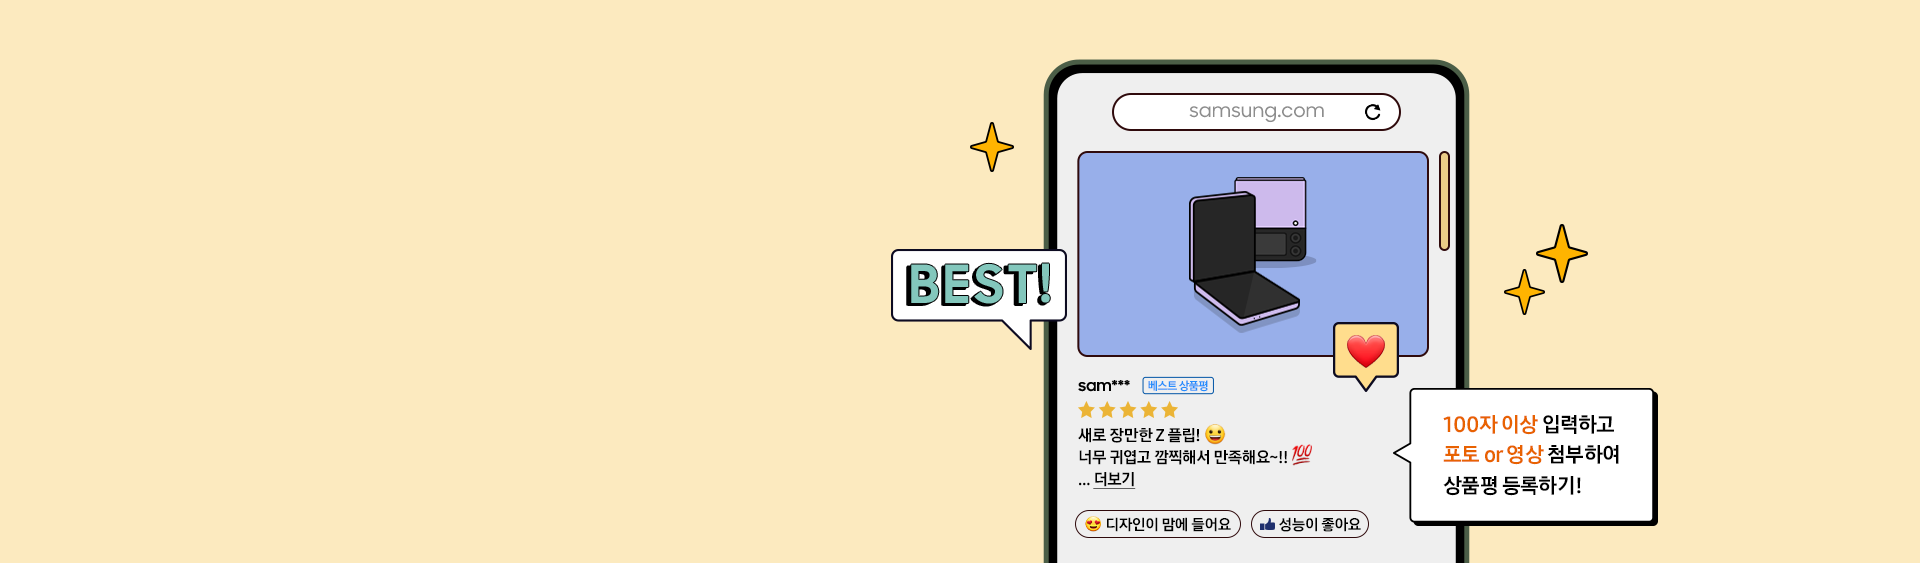 samsung.com
BEST!
sam*** 베스트 상품평
새로 장만한 Z 플립! 😀
너무 귀엽고 깜찍해서 만족해요~!! 💯
... 더보기
😍 디자인이 맘에 들어요 👍 성능이 좋아요
100자 이상 입력하고
포토 or 영상 첨부하여
상품평 등록하기!